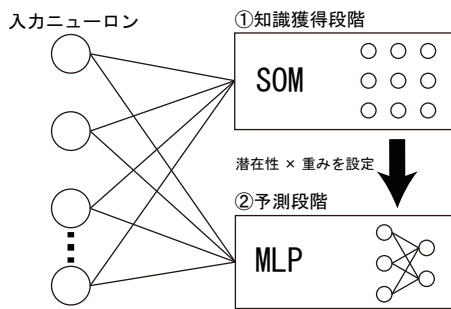 入力ニューロン
①知識獲得段階
SOM
潜在性 × 重みを設定
②予測段階
MLP